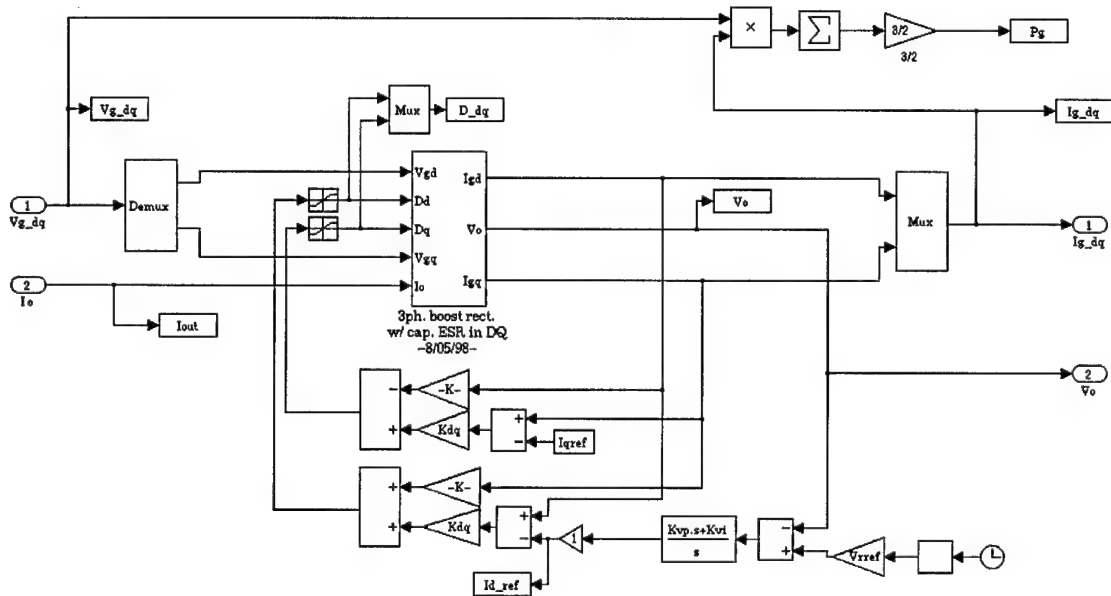 ×
∑
3/2
3/2
Pg
Vg_dq
Mux
D_dq
Ig_dq
Demux
Vgd
Dd
Dq
Vgq
Io
Igd
Vo
Igq
Vo
Mux
1
Vg_dq
1
Ig_dq
2
Io
Iout
3ph. boost rect.
w/ cap. ESR in DQ
-8/05/98-
-
+
-K-
Kdq
+
-
Iqref
2
Vo
+
+
-K-
Kdq
+
-
1
Kvp.s+Kvi
s
-
+
Vrref
Id_ref